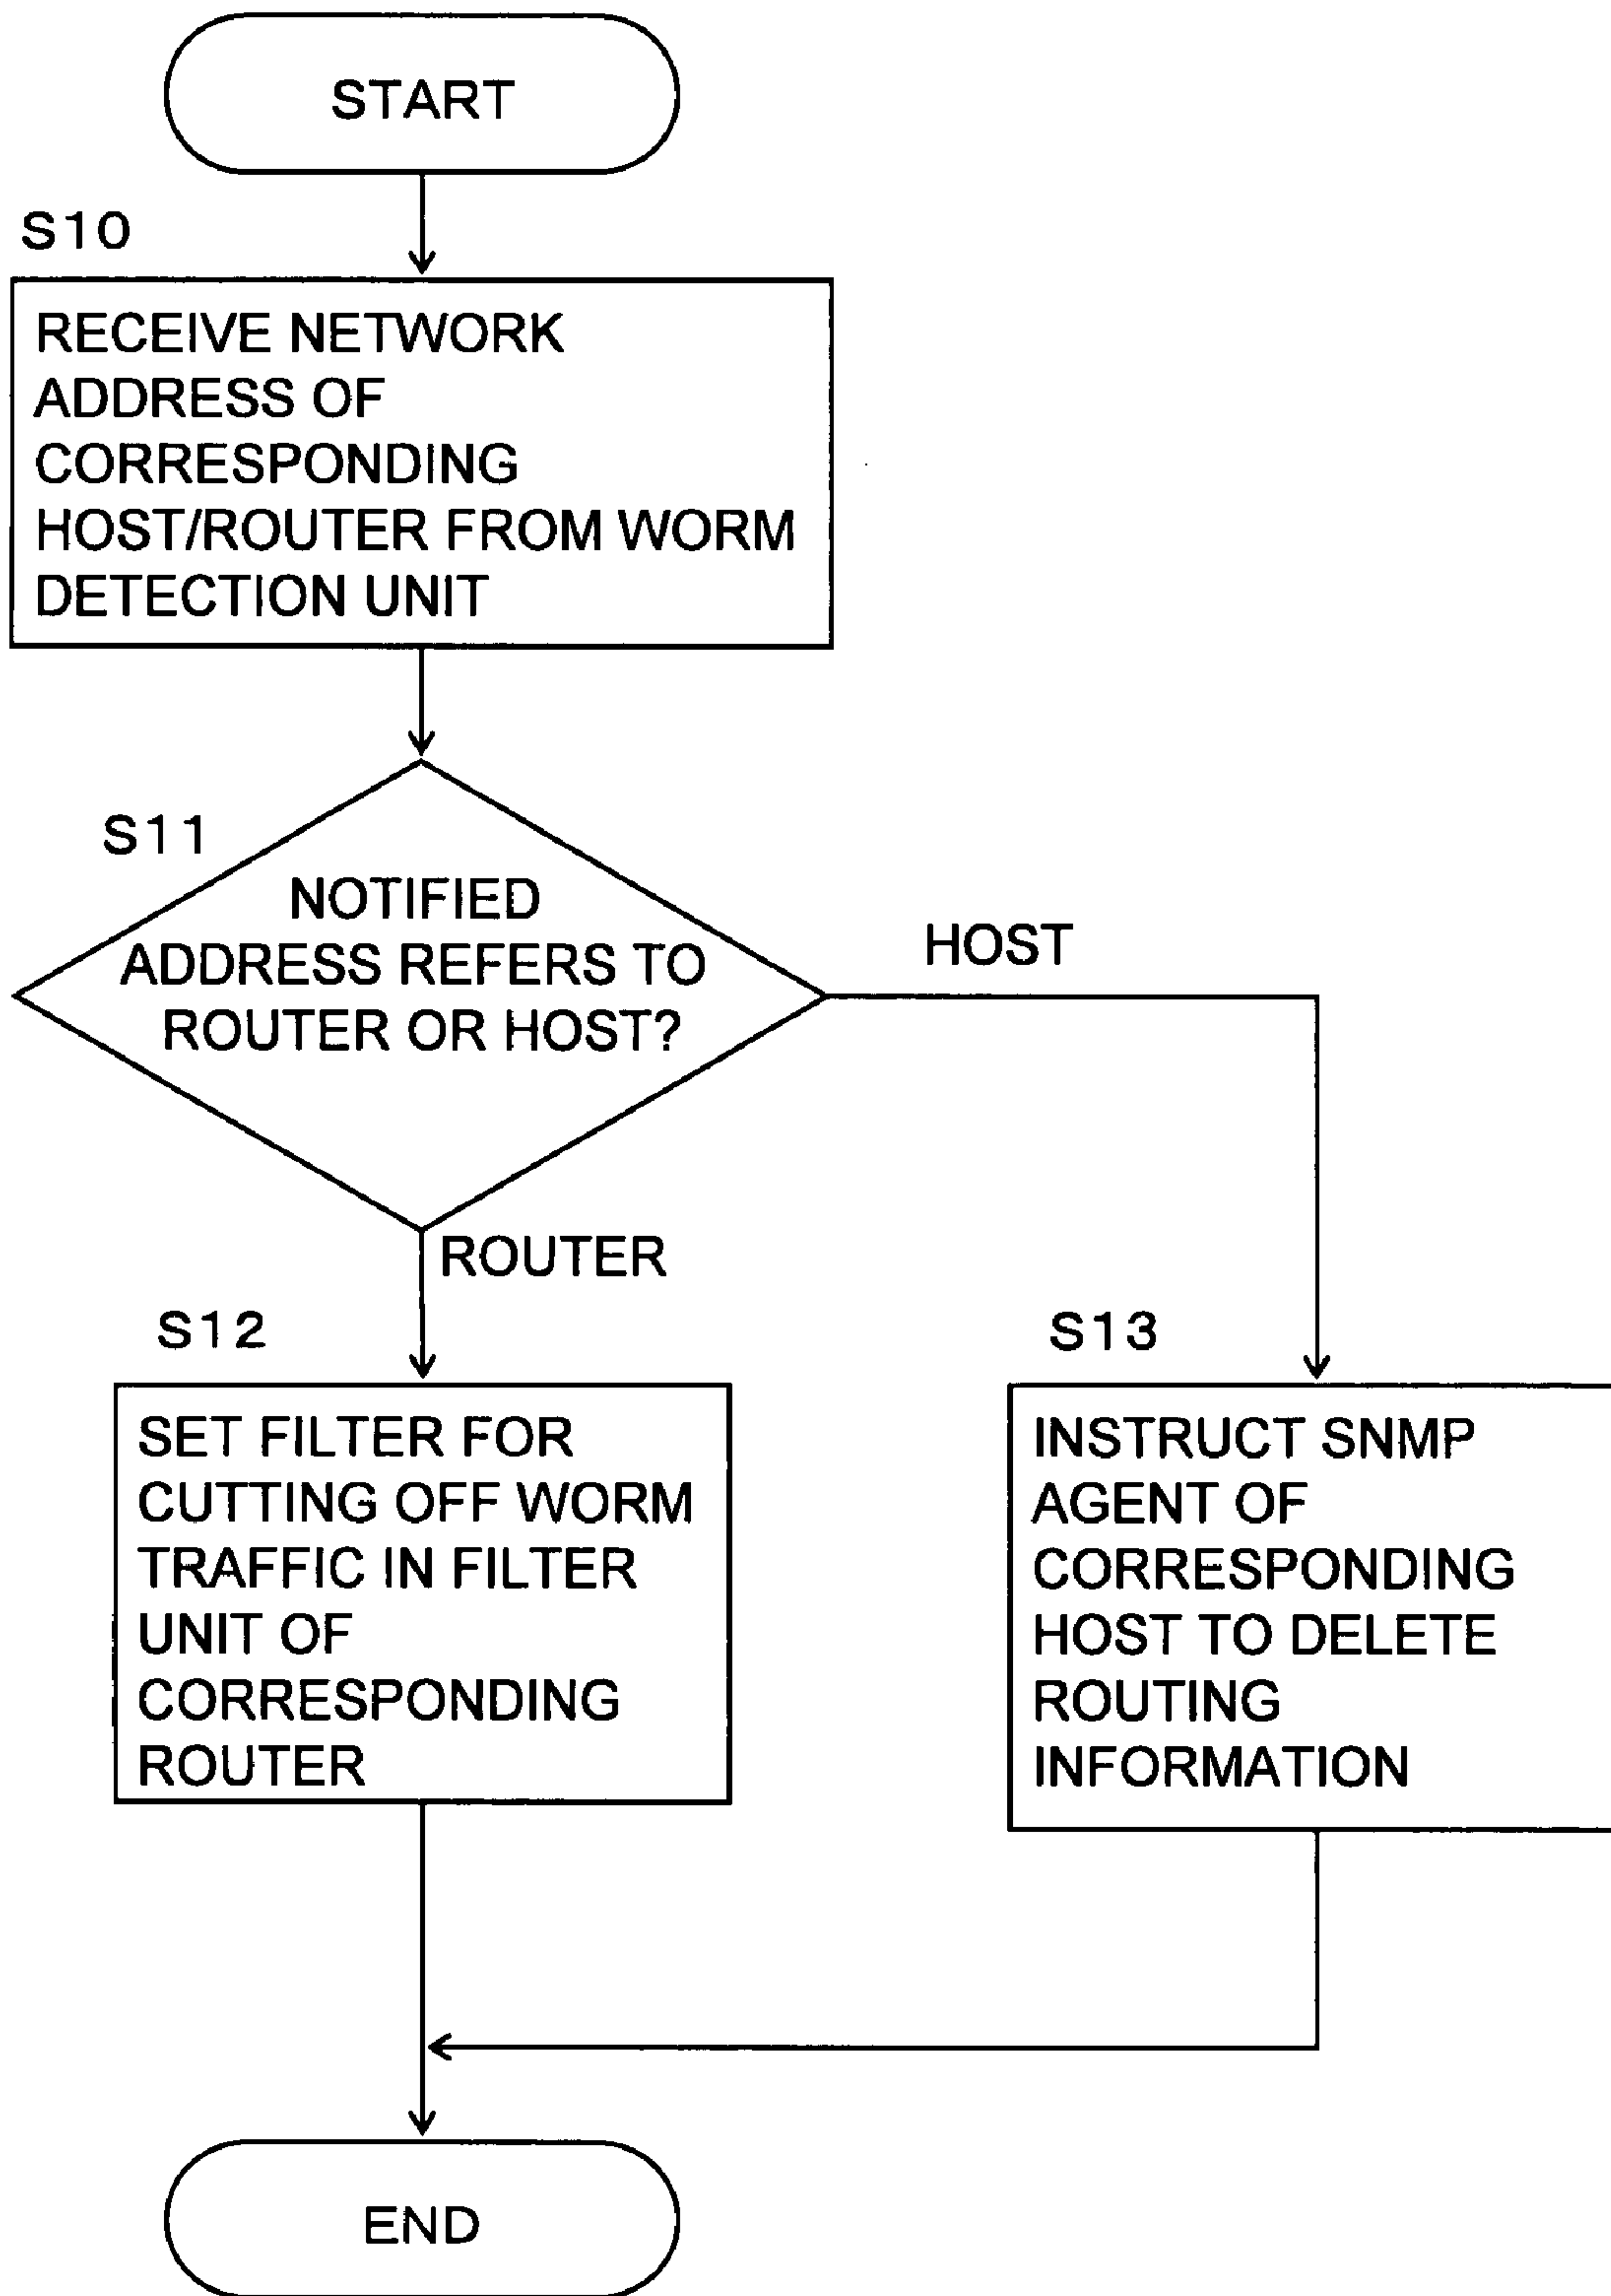 START
S10
RECEIVE NETWORK
ADDRESS OF
CORRESPONDING
HOST/ROUTER FROM WORM
DETECTION UNIT
S11
NOTIFIED
ADDRESS REFERS TO
ROUTER OR HOST?
HOST
ROUTER
S12
SET FILTER FOR
CUTTING OFF WORM
TRAFFIC IN FILTER
UNIT OF
CORRESPONDING
ROUTER
S13
INSTRUCT SNMP
AGENT OF
CORRESPONDING
HOST TO DELETE
ROUTING
INFORMATION
END